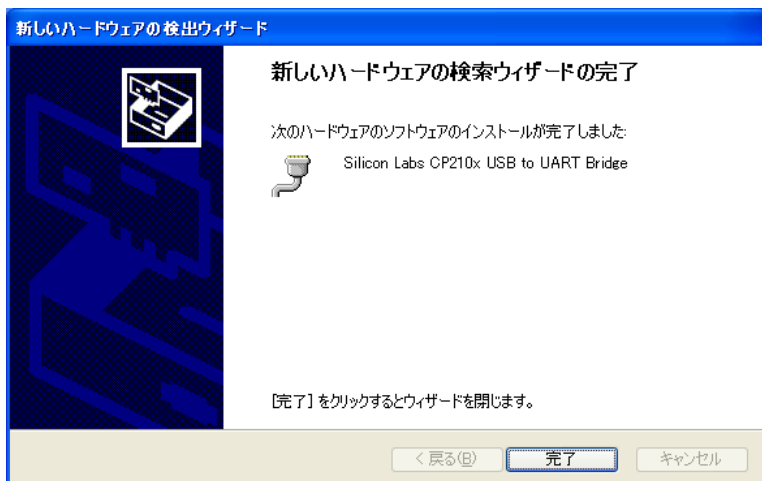 新しいハードウェアの検出ウィザード
新しいハードウェアの検索ウィザードの完了
次のハードウェアのソフトウェアのインストールが完了しました:
Silicon Labs CP210x USB to UART Bridge
[完了] をクリックするとウィザードを閉じます。
< 戻る(B)
完了
キャンセル